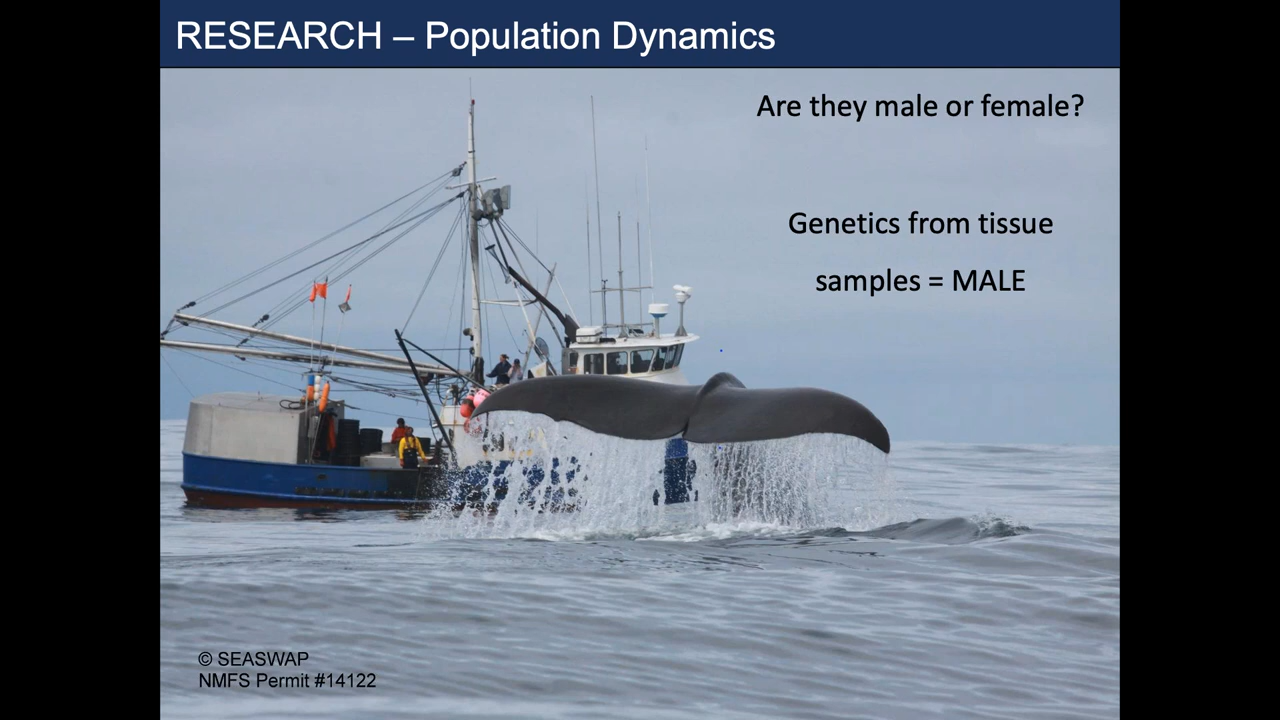 RESEARCH – Population Dynamics
Are they male or female?
Genetics from tissue
samples = MALE
© SEASWAP
NMFS Permit #14122